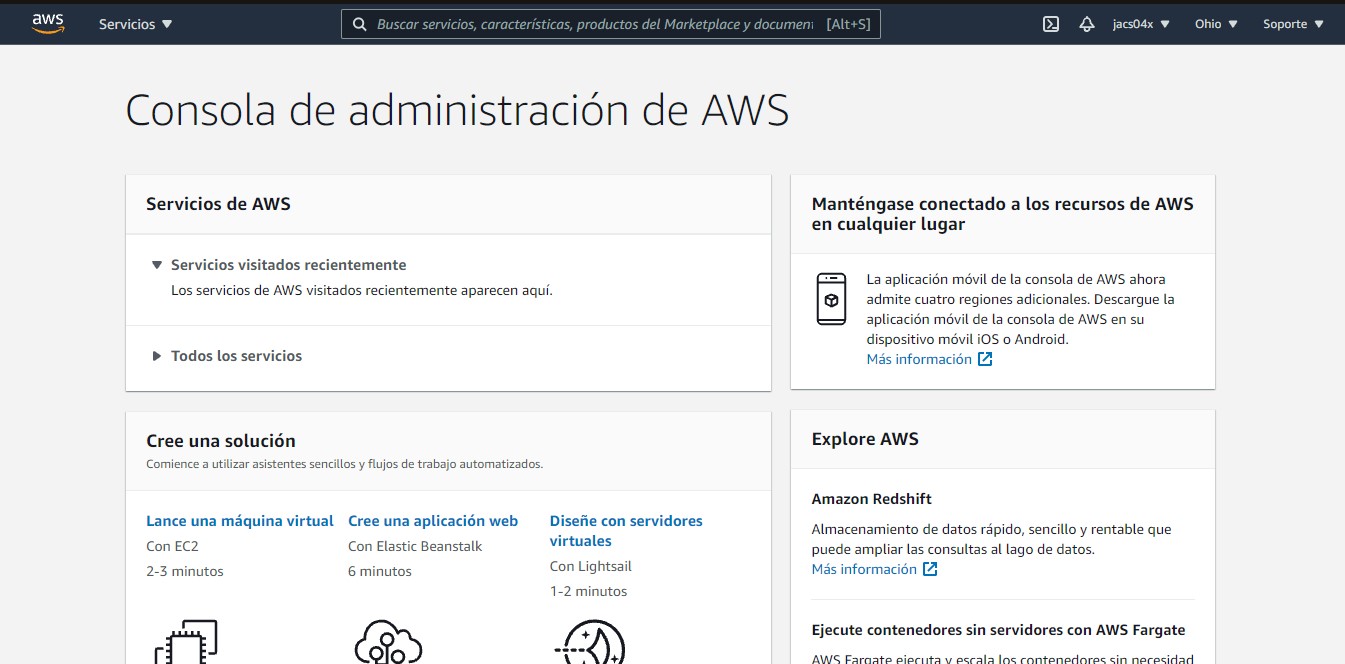 aws
Servicios
Buscar servicios, características, productos del Marketplace y document [Alt+S]
jacs04x
Ohio
Soporte
Consola de administración de AWS
Servicios de AWS
Servicios visitados recientemente
Los servicios de AWS visitados recientemente aparecen aquí.
Todos los servicios
Cree una solución
Comience a utilizar asistentes sencillos y flujos de trabajo automatizados.
Lance una máquina virtual
Con EC2
2-3 minutos
Cree una aplicación web
Con Elastic Beanstalk
6 minutos
Diseñe con servidores
virtuales
Con Lightsail
1-2 minutos
Manténgase conectado a los recursos de AWS
en cualquier lugar
La aplicación móvil de la consola de AWS ahora
admite cuatro regiones adicionales. Descargue la
aplicación móvil de la consola de AWS en su
dispositivo móvil iOS o Android.
Más información
Explore AWS
Amazon Redshift
Almacenamiento de datos rápido, sencillo y rentable que
puede ampliar las consultas al lago de datos.
Más información
Ejecute contenedores sin servidores con AWS Fargate
AWS Fargate ejecuta y escala los contenedores sin necesidad